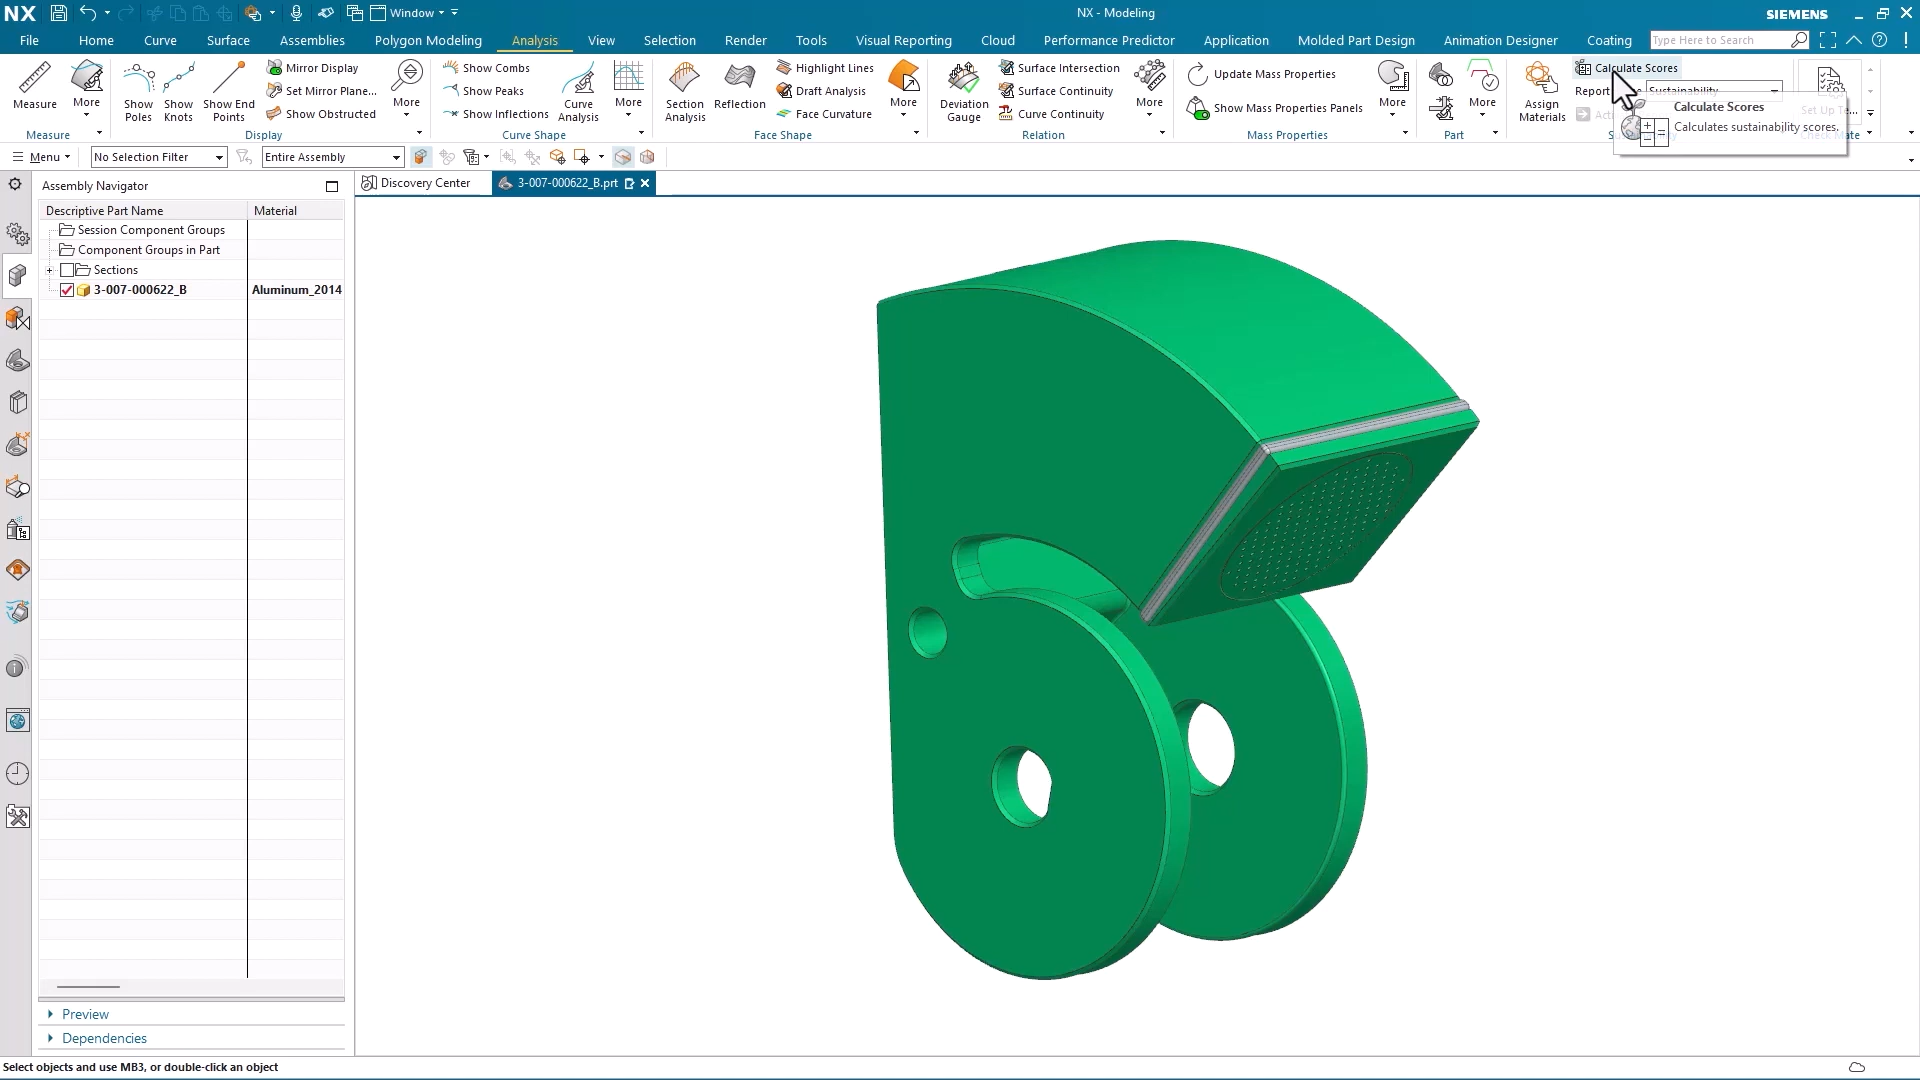 NX
Window
NX - Modeling
SIEMENS
File
Home
Curve
Surface
Assemblies
Polygon Modeling
Analysis
View
Selection
Render
Tools
Visual Reporting
Cloud
Performance Predictor
Application
Molded Part Design
Animation Designer
Coating
Type Here to Search
Measure
More
Measure
Show Poles
Show Knots
Show End Points
Mirror Display
Set Mirror Plane...
Show Obstructed
More
Display
Show Combs
Show Peaks
Show Inflections
Curve Analysis
More
Curve Shape
Section Analysis
Reflection
Highlight Lines
Draft Analysis
Face Curvature
More
Face Shape
Deviation Gauge
Surface Intersection
Surface Continuity
Curve Continuity
More
Relation
Update Mass Properties
Show Mass Properties Panels
More
Mass Properties
More
Part
Assign Materials
Calculate Scores
Report
Sustainability
Calculate Scores
Calculates sustainability scores.
Set Up Te...
Menu
No Selection Filter
Entire Assembly
Assembly Navigator
Discovery Center
3-007-000622_B.prt
Descriptive Part Name
Material
Session Component Groups
Component Groups in Part
Sections
3-007-000622_B
Aluminum_2014
Preview
Dependencies
Select objects and use MB3, or double-click an object